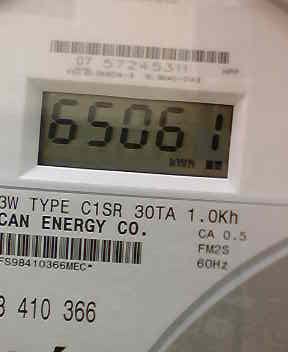 07 57245311
65061
kWh
3W TYPE C1SR 30TA 1.0Kh
CAN ENERGY CO. CA 0.5
FM2S
FS98410366MEC* 60Hz
8 410 366